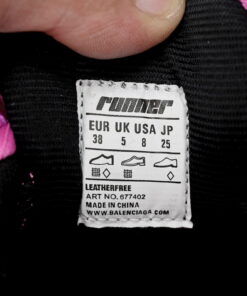 runner
EUR UK USA JP
38 5 8 25
LEATHERFREE
ART NO. 677402
MADE IN CHINA
WWW.BALENCIAGA.COM